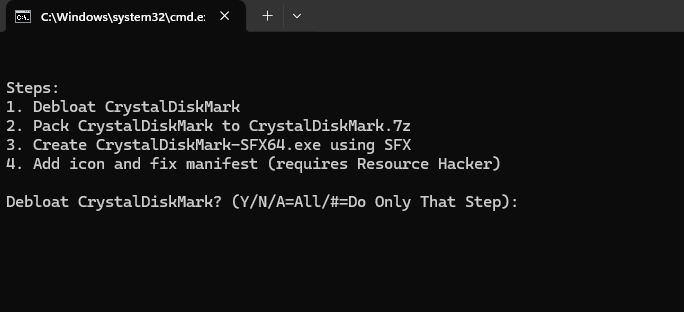 C:\Windows\system32\cmd.e:
Steps:
1. Debloat CrystalDiskMark
2. Pack CrystalDiskMark to CrystalDiskMark.7z
3. Create CrystalDiskMark-SFX64.exe using SFX
4. Add icon and fix manifest (requires Resource Hacker)
Debloat CrystalDiskMark? (Y/N/A=All/#=Do Only That Step):